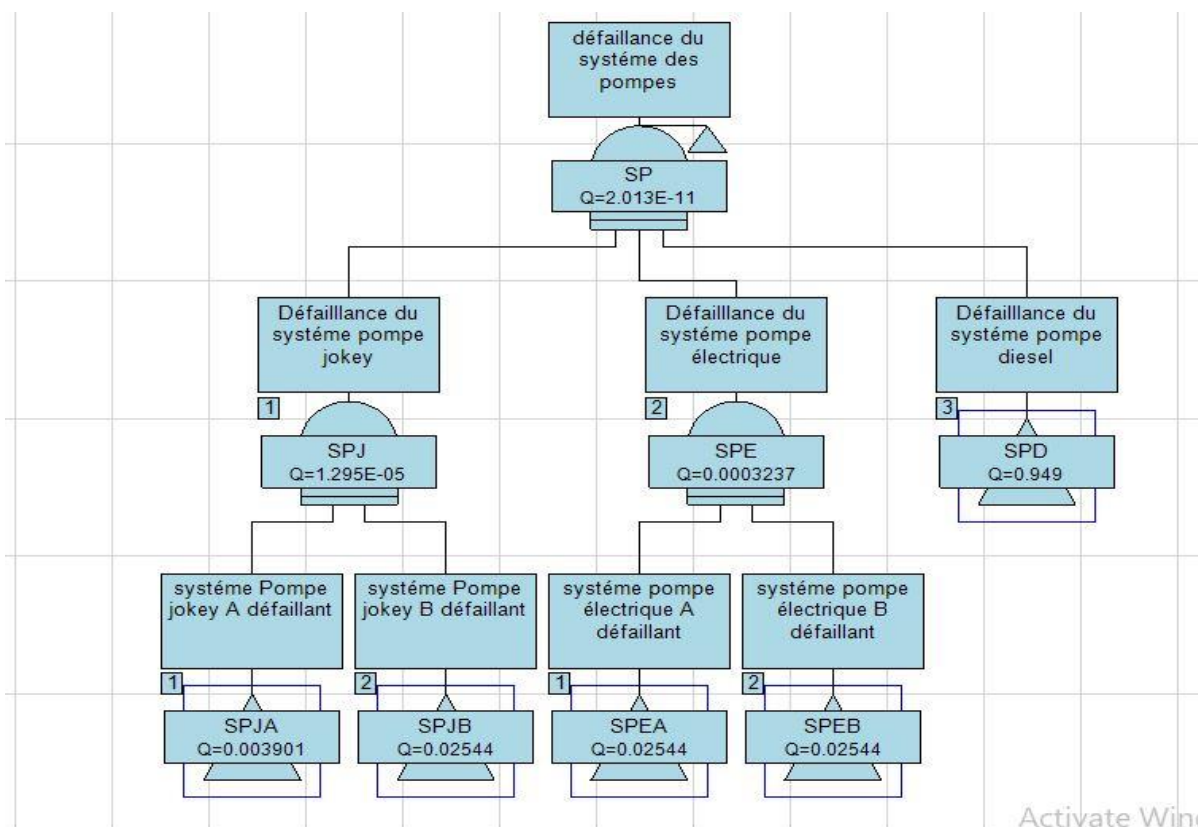 défaillance du
systéme des
pompes
SP
Q=2.013E-11
Défailllance du
systéme pompe
jokey
1
SPJ
Q=1.295E-05
Défailllance du
systéme pompe
électrique
2
SPE
Q=0.0003237
Défailllance du
systéme pompe
diesel
3
SPD
Q=0.949
systéme Pompe
jokey A défaillant
1
SPJA
Q=0.003901
systéme Pompe
jokey B défaillant
2
SPJB
Q=0.02544
systéme pompe
électrique A
défaillant
1
SPEA
Q=0.02544
systéme pompe
électrique B
défaillant
2
SPEB
Q=0.02544
Activate Wind